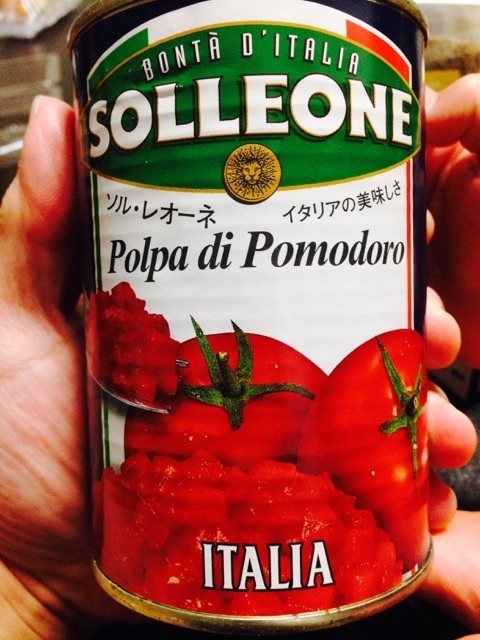 BONTÀ D'ITALIA
SOLLEONE
ソル・レオーネ イタリアの美味しさ
Polpa di Pomodoro
ITALIA